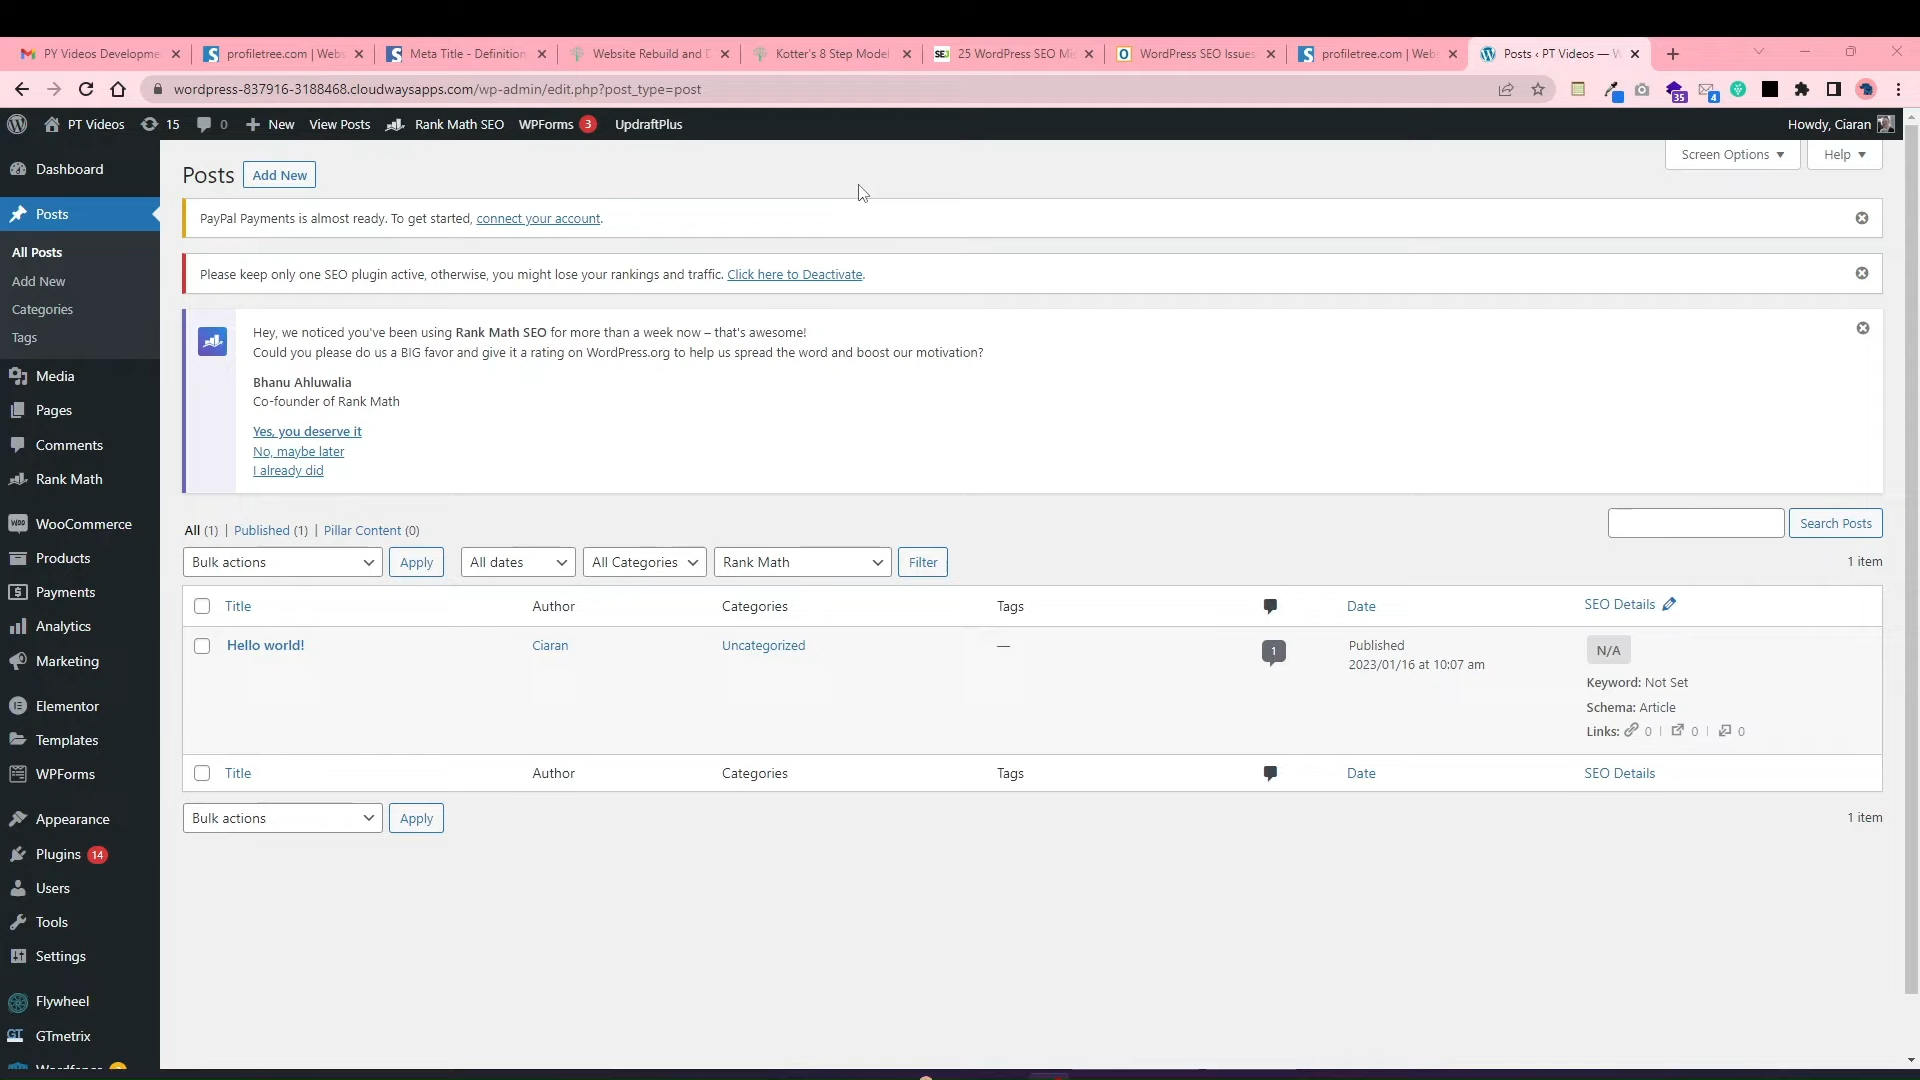 PY Videos Developme
profiletree.com | Webs
Meta Title - Definition
Website Rebuild and D
Kotter's 8 Step Model
SEJ 25 WordPress SEO Mi
WordPress SEO Issues
profiletree.com | Webs
Posts ‹ PT Videos — W
wordpress-837916-3188468.cloudwaysapps.com/wp-admin/edit.php?post_type=post
35
4
PT Videos
15
0
New
View Posts
Rank Math SEO
WPForms 3
UpdraftPlus
Howdy, Ciaran
Dashboard
Posts
All Posts
Add New
Categories
Tags
Media
Pages
Comments
Rank Math
WooCommerce
Products
Payments
Analytics
Marketing
Elementor
Templates
WPForms
Appearance
Plugins 14
Users
Tools
Settings
Flywheel
GT GTmetrix
Wordfence
Screen Options
Help
Posts Add New
PayPal Payments is almost ready. To get started, connect your account.
Please keep only one SEO plugin active, otherwise, you might lose your rankings and traffic. Click here to Deactivate.
Hey, we noticed you've been using Rank Math SEO for more than a week now – that's awesome!
Could you please do us a BIG favor and give it a rating on WordPress.org to help us spread the word and boost our motivation?
Bhanu Ahluwalia
Co-founder of Rank Math
Yes, you deserve it
No, maybe later
I already did
All (1) | Published (1) | Pillar Content (0)
Search Posts
Bulk actions Apply All dates All Categories Rank Math Filter
1 item
Title Author Categories Tags Date SEO Details
Hello world! Ciaran Uncategorized — 1 Published N/A
2023/01/16 at 10:07 am
Keyword: Not Set
Schema: Article
Links: 0 | 0 | 0
Title Author Categories Tags Date SEO Details
Bulk actions Apply
1 item